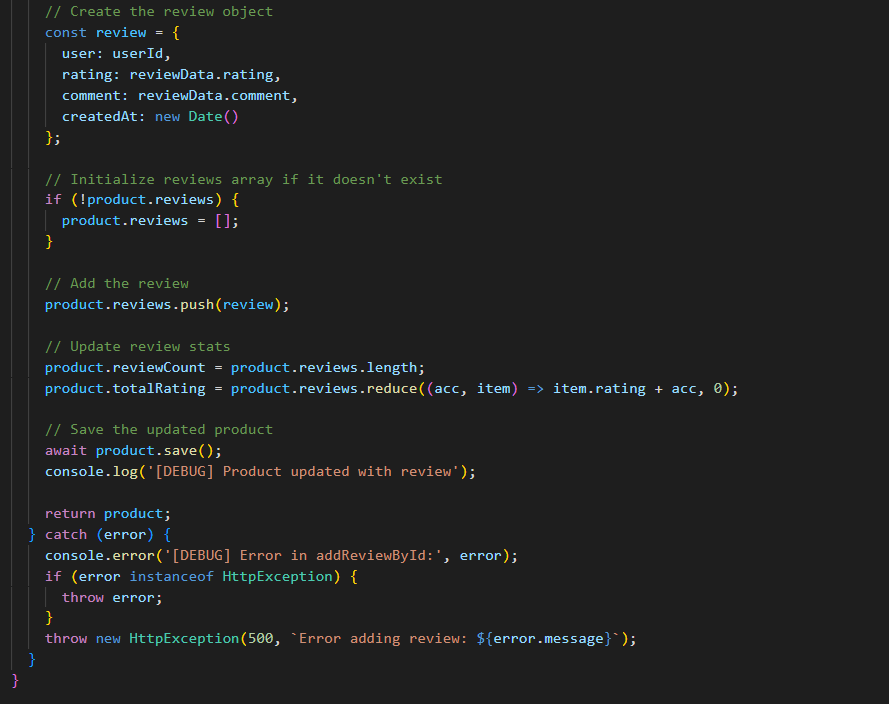 // Create the review object
const review = {
user: userId,
rating: reviewData.rating,
comment: reviewData.comment,
createdAt: new Date()
};
// Initialize reviews array if it doesn't exist
if (!product.reviews) {
product.reviews = [];
}
// Add the review
product.reviews.push(review);
// Update review stats
product.reviewCount = product.reviews.length;
product.totalRating = product.reviews.reduce((acc, item) => item.rating + acc, 0);
// Save the updated product
await product.save();
console.log('[DEBUG] Product updated with review');
return product;
} catch (error) {
console.error('[DEBUG] Error in addReviewById:', error);
if (error instanceof HttpException) {
throw error;
}
throw new HttpException(500, `Error adding review: ${error.message}`);
}
}